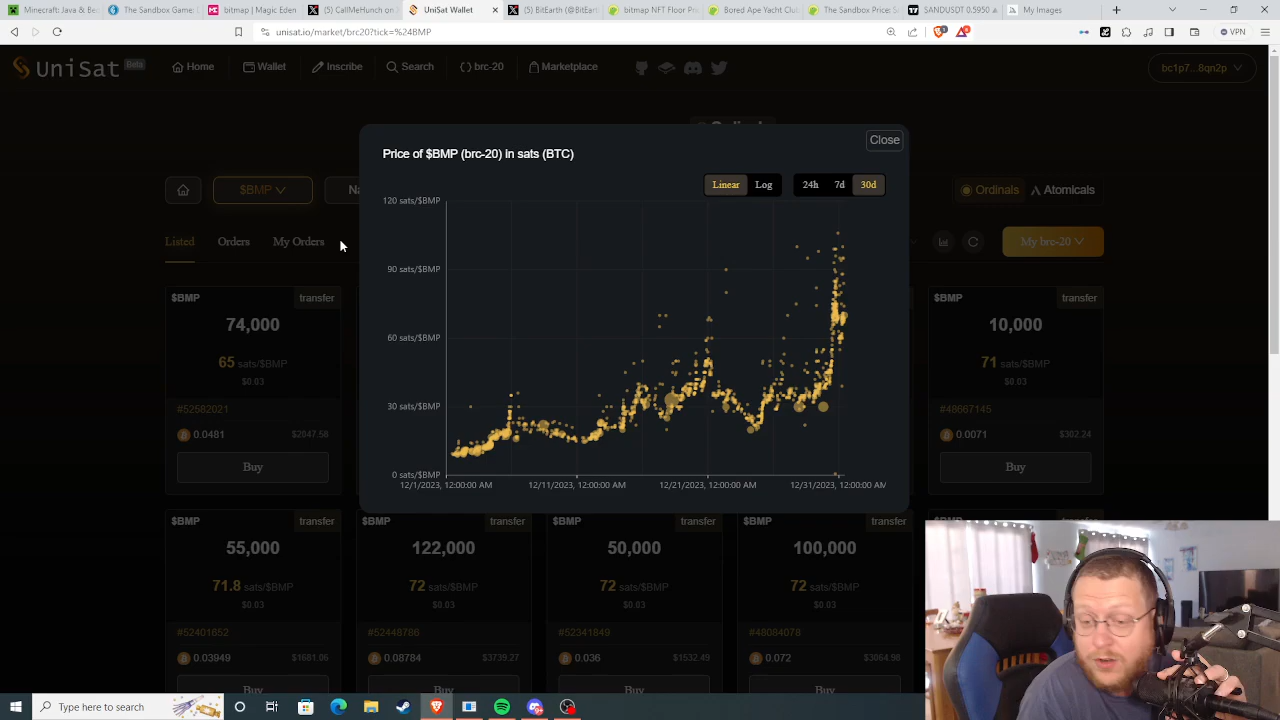 Minecraft: Bas
The Sandbox G
bitmap | Magic Eden
(5) CallMeHunch on
UniSat Wallet
(5) BitEarth (@BitEar
bitmap NFT Floor Pri
Bored Ape Yacht Clu
The Sandbox Price S
SANDUSDT 0.5950
My Images
unisat.io/market/brc20?tick=%24BMP
VPN
UniSat Beta
Home
Wallet
Inscribe
Search
brc-20
Marketplace
bc1p7...8qn2p
Close
Price of $BMP (brc-20) in sats (BTC)
Linear Log 24h 7d 30d
$BMP
Na
Ordinals
Atomicals
Listed
Orders
My Orders
My brc-20
120 sats/$BMP
90 sats/$BMP
60 sats/$BMP
30 sats/$BMP
0 sats/$BMP
12/1/2023, 12:00:00 AM 12/11/2023, 12:00:00 AM 12/21/2023, 12:00:00 AM 12/31/2023, 12:00:00 AM
$BMP transfer
74,000
65 sats/$BMP
$0.03
#52582021
0.0481 $2047.58
Buy
$BMP transfer
10,000
71 sats/$BMP
$0.03
#48667145
0.0071 $302.24
Buy
$BMP transfer
55,000
71.8 sats/$BMP
$0.03
#52401652
0.03949 $1681.06
Buy
$BMP transfer
122,000
72 sats/$BMP
$0.03
#52448786
0.08784 $3739.27
Buy
$BMP transfer
50,000
72 sats/$BMP
$0.03
#52341849
0.036 $1532.49
Buy
$BMP transfer
100,000
72 sats/$BMP
$0.03
#48084078
0.072 $3064.98
Buy
Type here to search